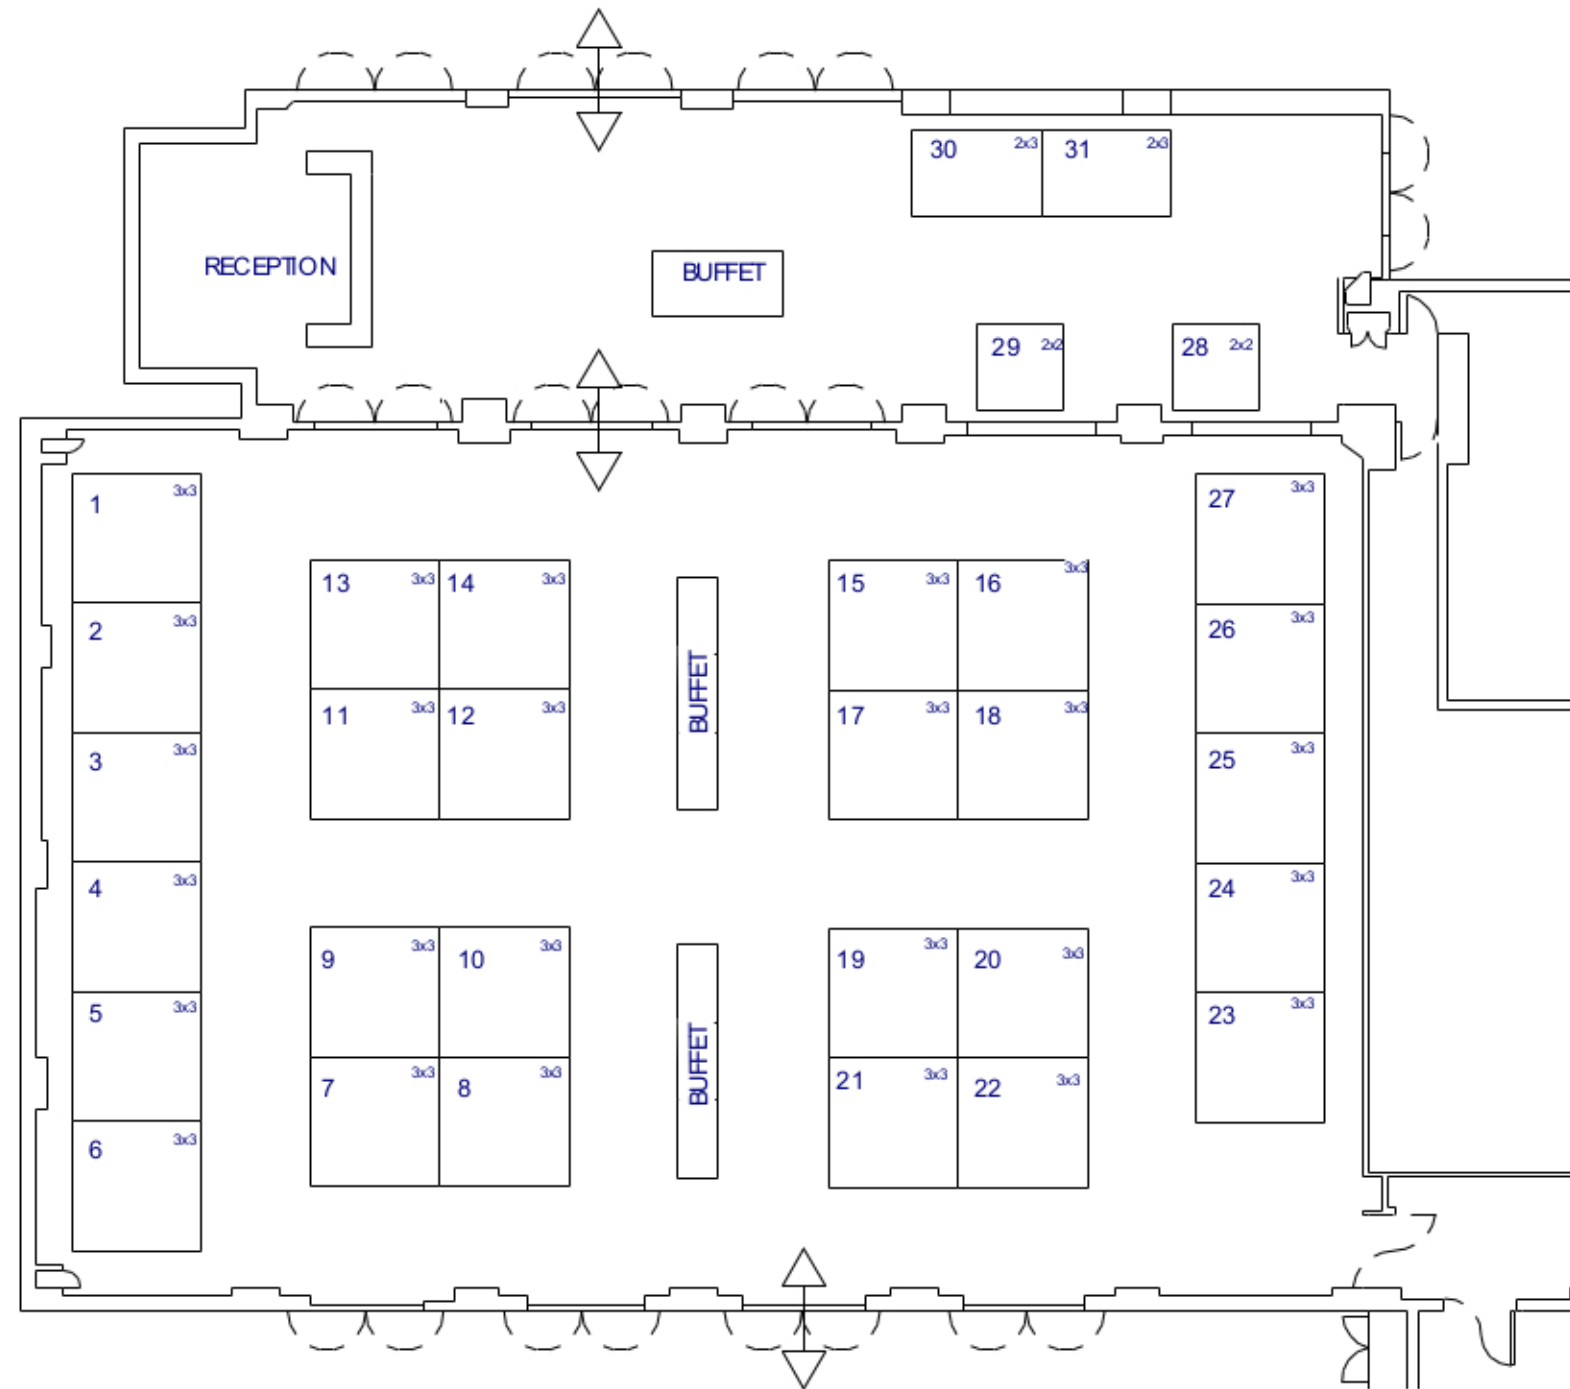 30 2x3 31 2x3
RECEPTION
BUFFET
29 2x2 28 2x2
1 3x3
27 3x3
13 3x3 14 3x3
15 3x3 16 3x3
2 3x3
26 3x3
11 3x3 12 3x3
BUFFET
17 3x3 18 3x3
3 3x3
25 3x3
4 3x3
24 3x3
9 3x3 10 3x3
19 3x3 20 3x3
5 3x3
23 3x3
7 3x3 8 3x3
BUFFET
21 3x3 22 3x3
6 3x3